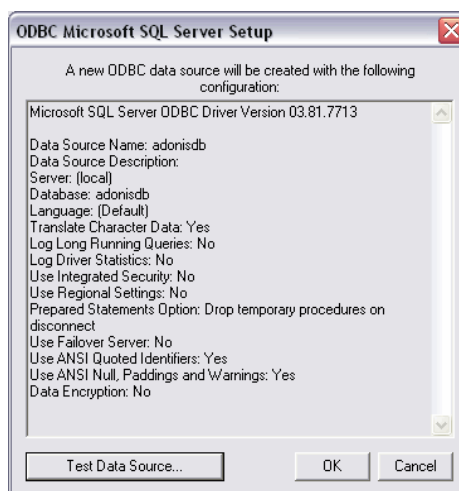 ODBC Microsoft SQL Server Setup
A new ODBC data source will be created with the following
configuration:
Microsoft SQL Server ODBC Driver Version 03.81.7713
Data Source Name: adonisdb
Data Source Description:
Server: (local)
Database: adonisdb
Language: (Default)
Translate Character Data: Yes
Log Long Running Queries: No
Log Driver Statistics: No
Use Integrated Security: No
Use Regional Settings: No
Prepared Statements Option: Drop temporary procedures on
disconnect
Use Failover Server: No
Use ANSI Quoted Identifiers: Yes
Use ANSI Null, Paddings and Warnings: Yes
Data Encryption: No
Test Data Source...
OK
Cancel